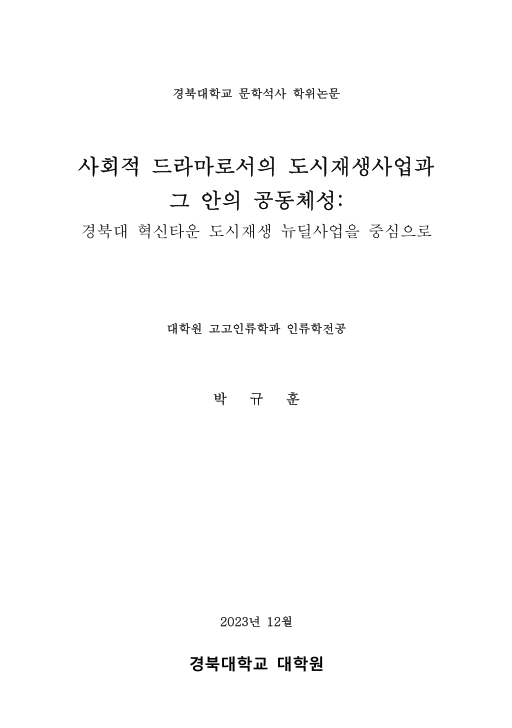 경북대학교 문학석사 학위논문
사회적 드라마로서의 도시재생사업과
그 안의 공동체성:
경북대 혁신타운 도시재생 뉴딜사업을 중심으로
대학원 고고인류학과 인류학전공
박 규 훈
2023년 12월
경북대학교 대학원